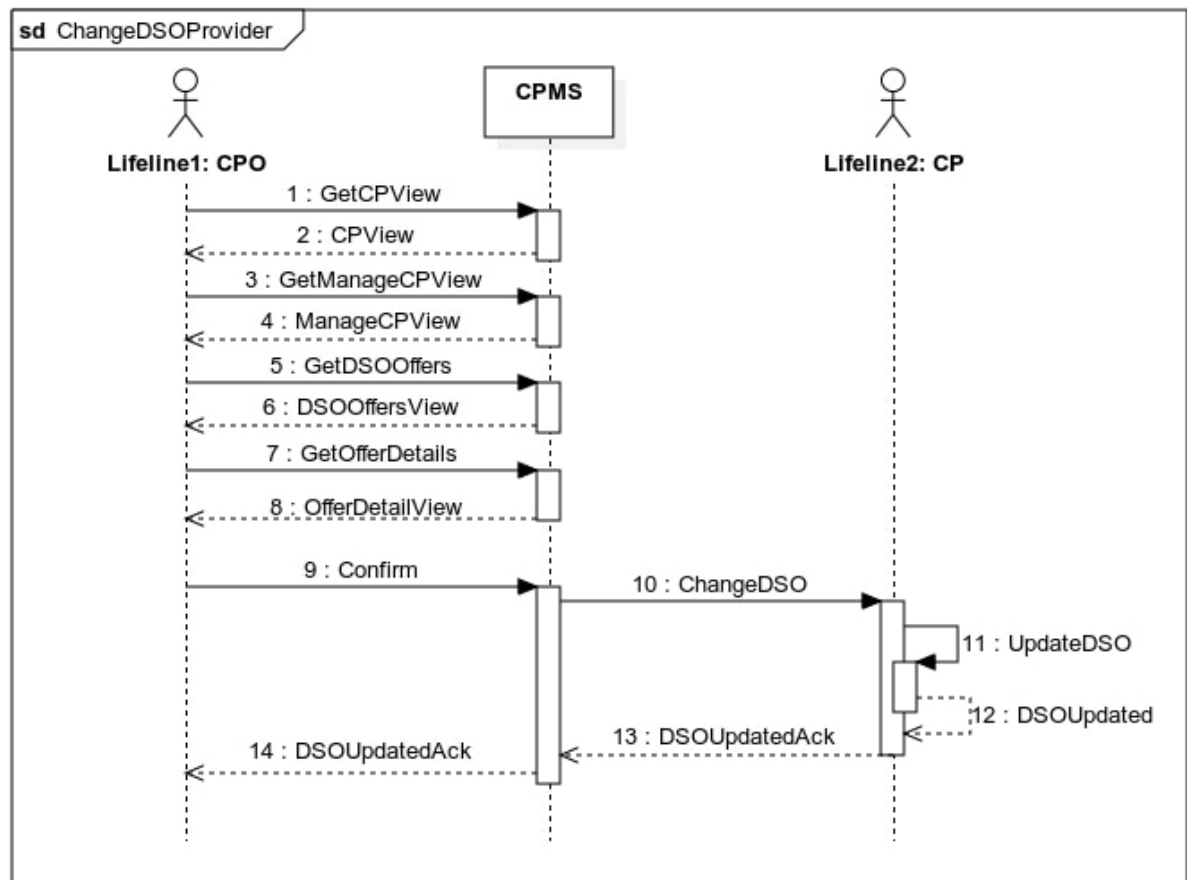 sd ChangeDSOProvider
CPMS
Lifeline1: CPO
Lifeline2: CP
1 : GetCPView
2 : CPView
3 : GetManageCPView
4 : ManageCPView
5 : GetDSOOffers
6 : DSOOffersView
7 : GetOfferDetails
8 : OfferDetailView
9 : Confirm
10 : ChangeDSO
11 : UpdateDSO
12 : DSOUpdated
13 : DSOUpdatedAck
14 : DSOUpdatedAck